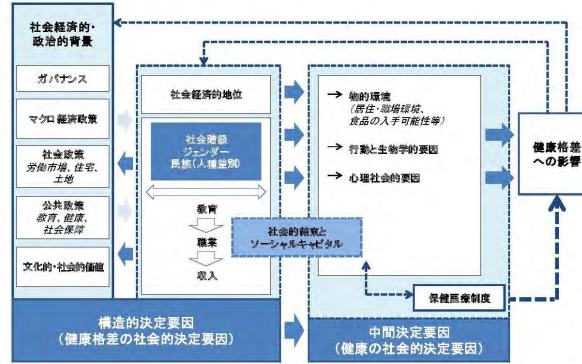 社会経済的・
政治的背景
ガバナンス
マクロ経済政策
社会政策
労働市場、住宅、
土地
公共政策
教育、健康、
社会保障
文化的・社会的価値
社会経済的地位
社会階級
ジェンダー
民族(人種差別)
教育
職業
収入
構造的決定要因
(健康格差の社会的決定要因)
社会的結束と
ソーシャルキャピタル
→ 物的環境
(居住・職場環境、
食品の入手可能性等)
→ 行動と生物学的要因
→ 心理社会的要因
保健医療制度
中間決定要因
(健康の社会的決定要因)
健康格差
への影響